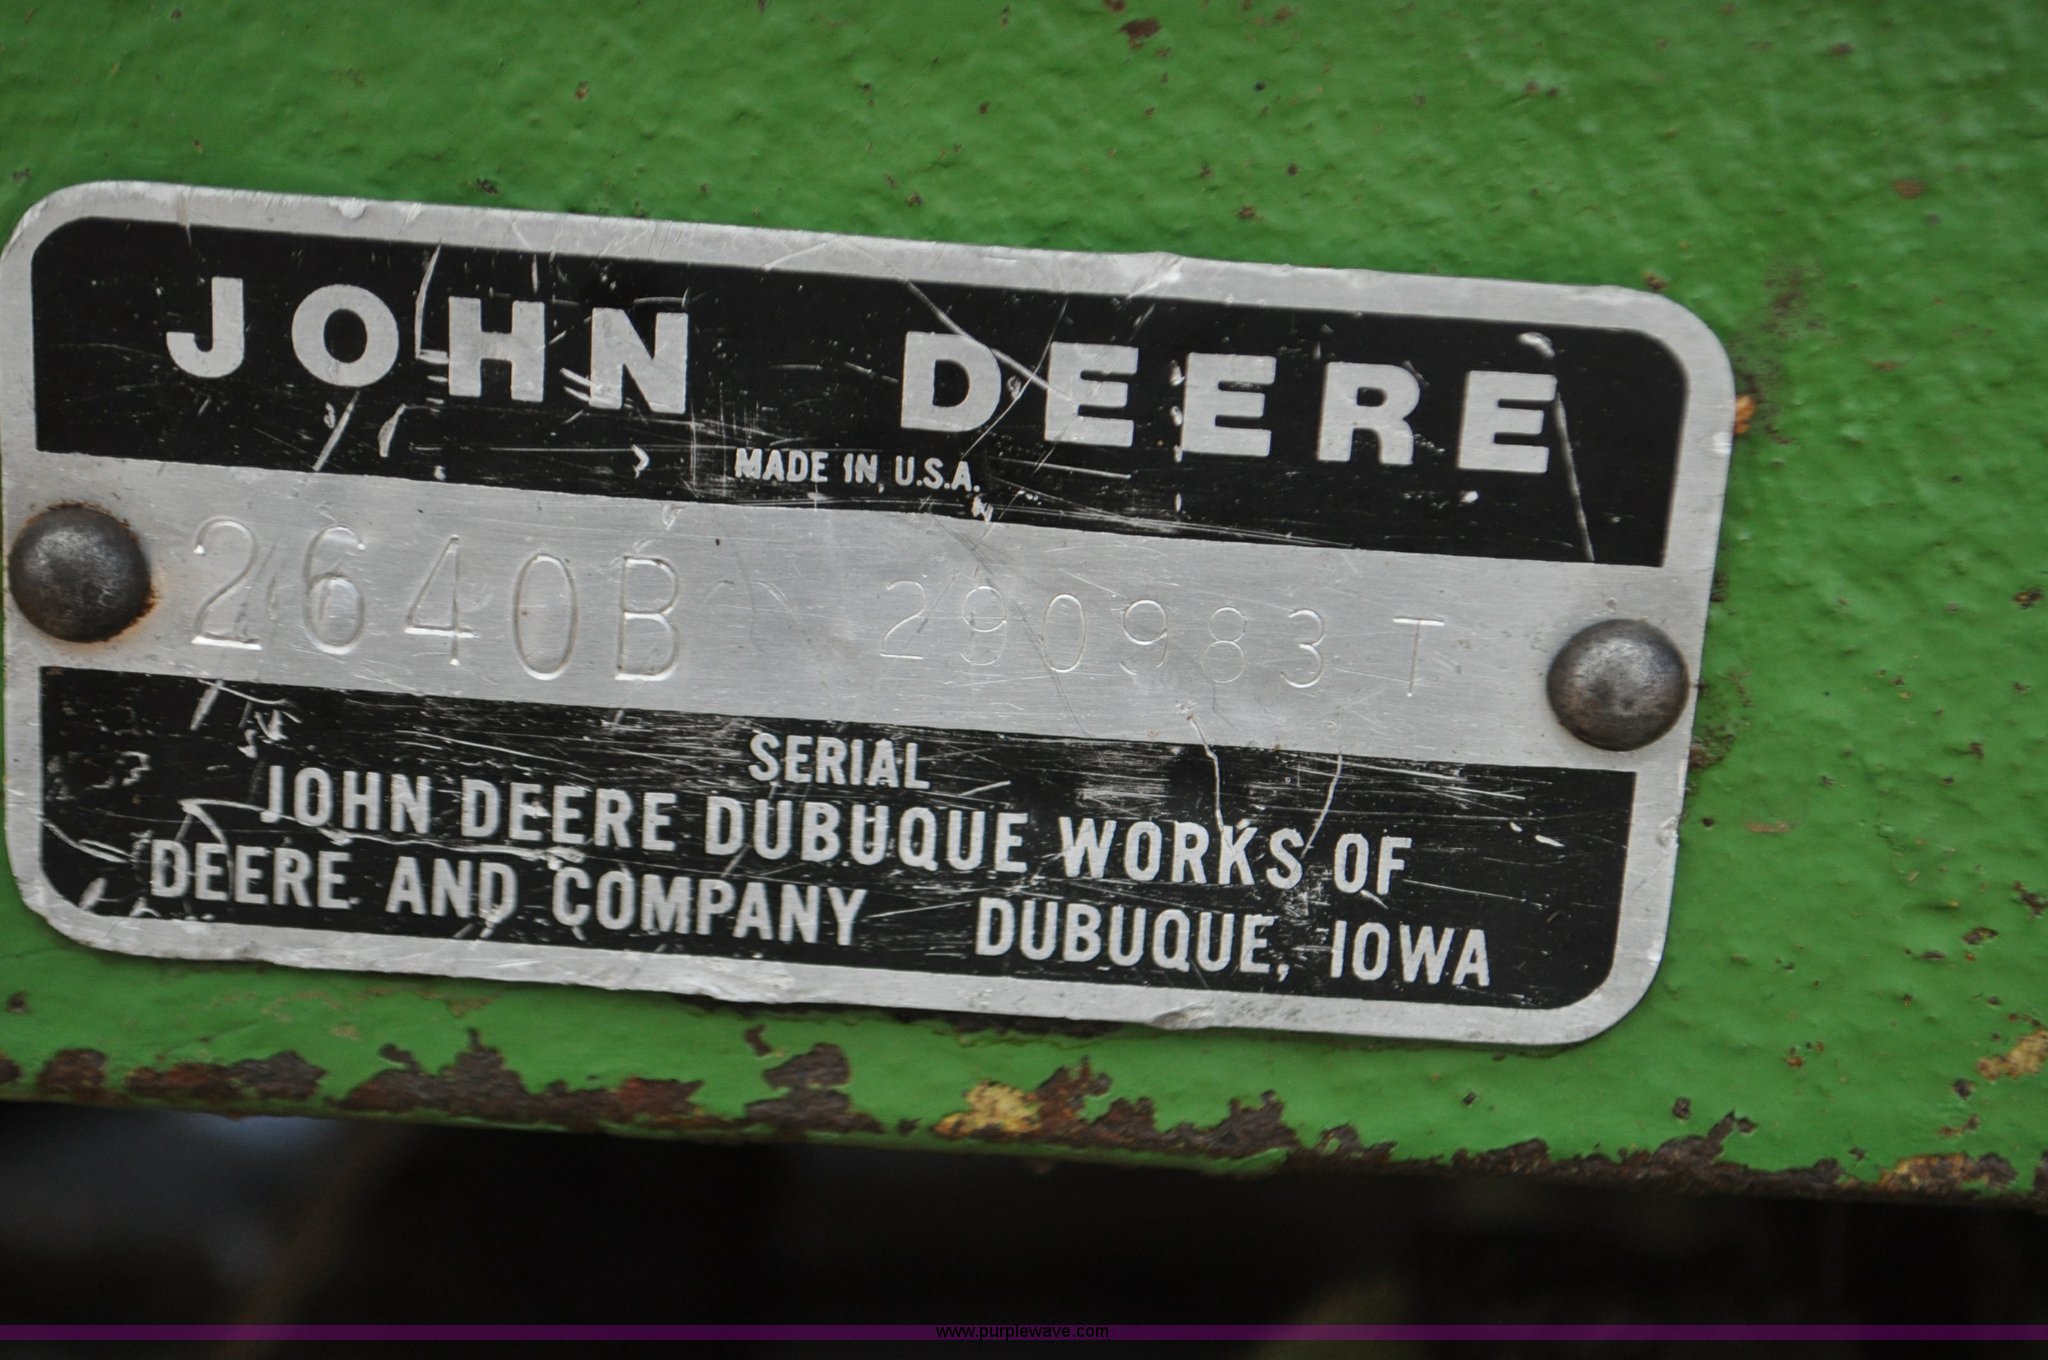 JOHN DEERE
MADE IN U.S.A.
2640B 290983 T
SERIAL
JOHN DEERE DUBUQUE WORKS OF
DEERE AND COMPANY DUBUQUE, IOWA
www.purplewave.com